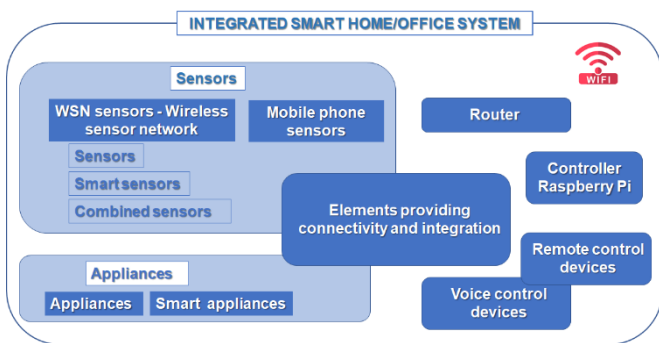 INTEGRATED SMART HOME/OFFICE SYSTEM
WIFI
Sensors
WSN sensors - Wireless
sensor network
Mobile phone
sensors
Sensors
Smart sensors
Combined sensors
Router
Controller
Raspberry Pi
Elements providing
connectivity and integration
Remote control
devices
Voice control
devices
Appliances
Appliances
Smart appliances